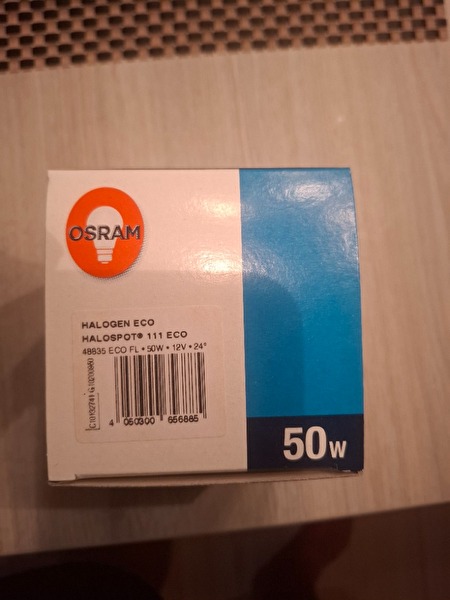 OSRAM
HALOGEN ECO
HALOSPOT® 111 ECO
48835 ECO FL • 50W • 12V • 24°
4 050300 656885
50W